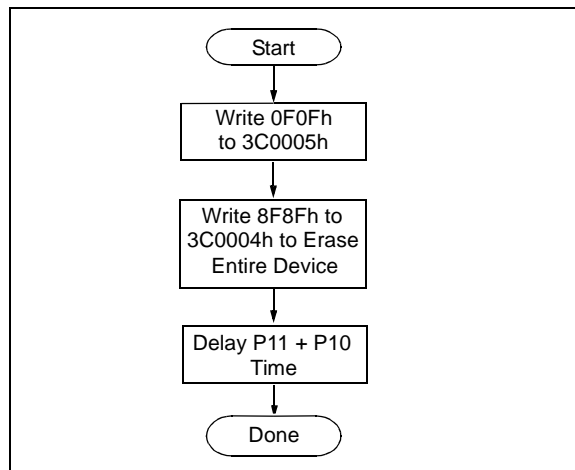 Start
Write 0F0Fh
to 3C0005h
Write 8F8Fh to
3C0004h to Erase
Entire Device
Delay P11 + P10
Time
Done